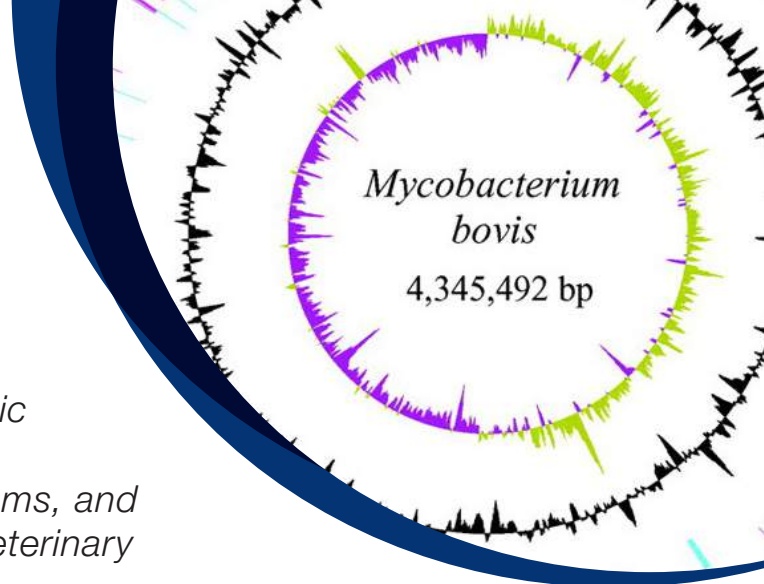 Mycobacterium
bovis
4,345,492 bp
ic
ms, and
eterinary